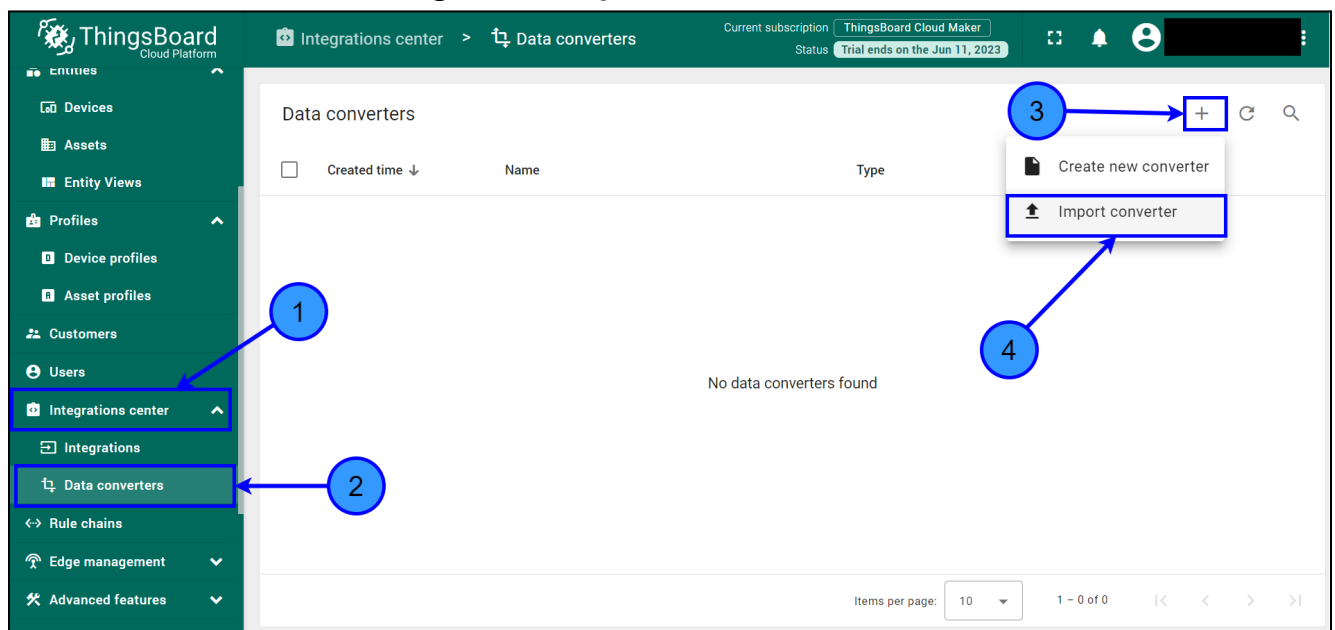 ThingsBoard
Cloud Platform
Integrations center > Data converters
Current subscription ThingsBoard Cloud Maker
Status Trial ends on the Jun 11, 2023
Entities
Devices
Assets
Entity Views
Profiles
Device profiles
Asset profiles
Customers
Users
Integrations center
Integrations
Data converters
Rule chains
Edge management
Advanced features
Data converters
Created time Name Type
Create new converter
Import converter
No data converters found
Items per page: 10 1 – 0 of 0
1
2
3
4